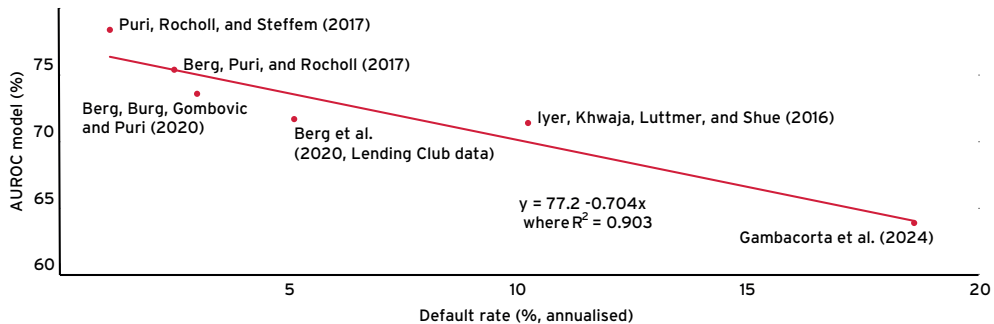 Puri, Rocholl, and Steffem (2017)
75
Berg, Puri, and Rocholl (2017)
Berg, Burg, Gombovic
and Puri (2020)
Iyer, Khwaja, Luttmer, and Shue (2016)
70
Berg et al.
(2020, Lending Club data)
AUROC model (%)
65
y = 77.2 -0.704x
where R² = 0.903
Gambacorta et al. (2024)
60
5
10
15
20
Default rate (%, annualised)